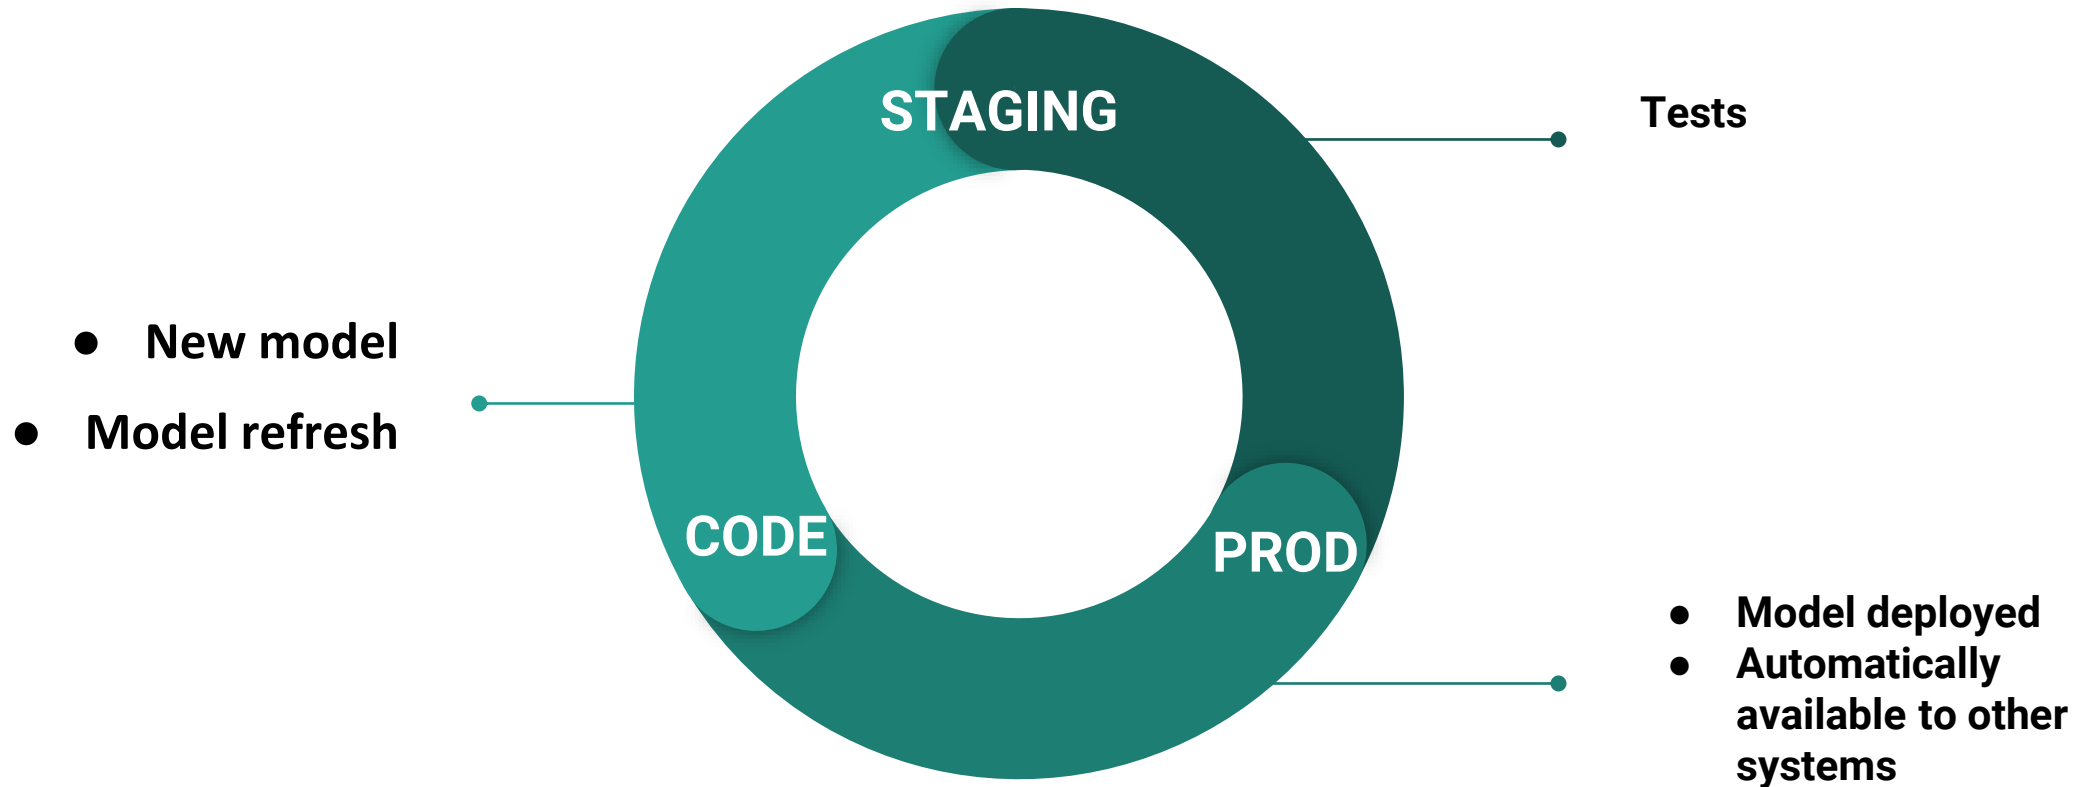 STAGING
Tests
● New model
● Model refresh
CODE
PROD
● Model deployed
● Automatically
available to other
systems